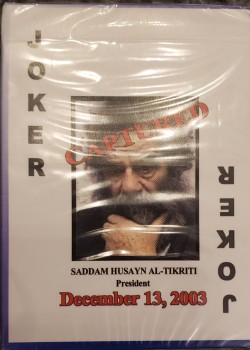 JOKER
CAPTURED
SADDAM HUSAYN AL-TIKRITI
President
December 13, 2003
JOKER